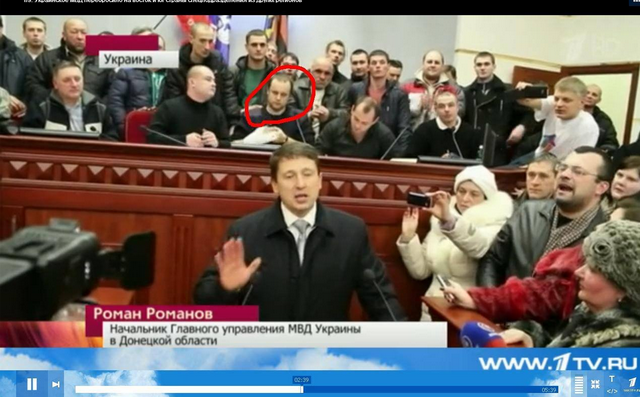 Украина
Роман Романов
Начальник Главного управления МВД Украины
в Донецкой области
www.1TV.RU
02:39
05:39